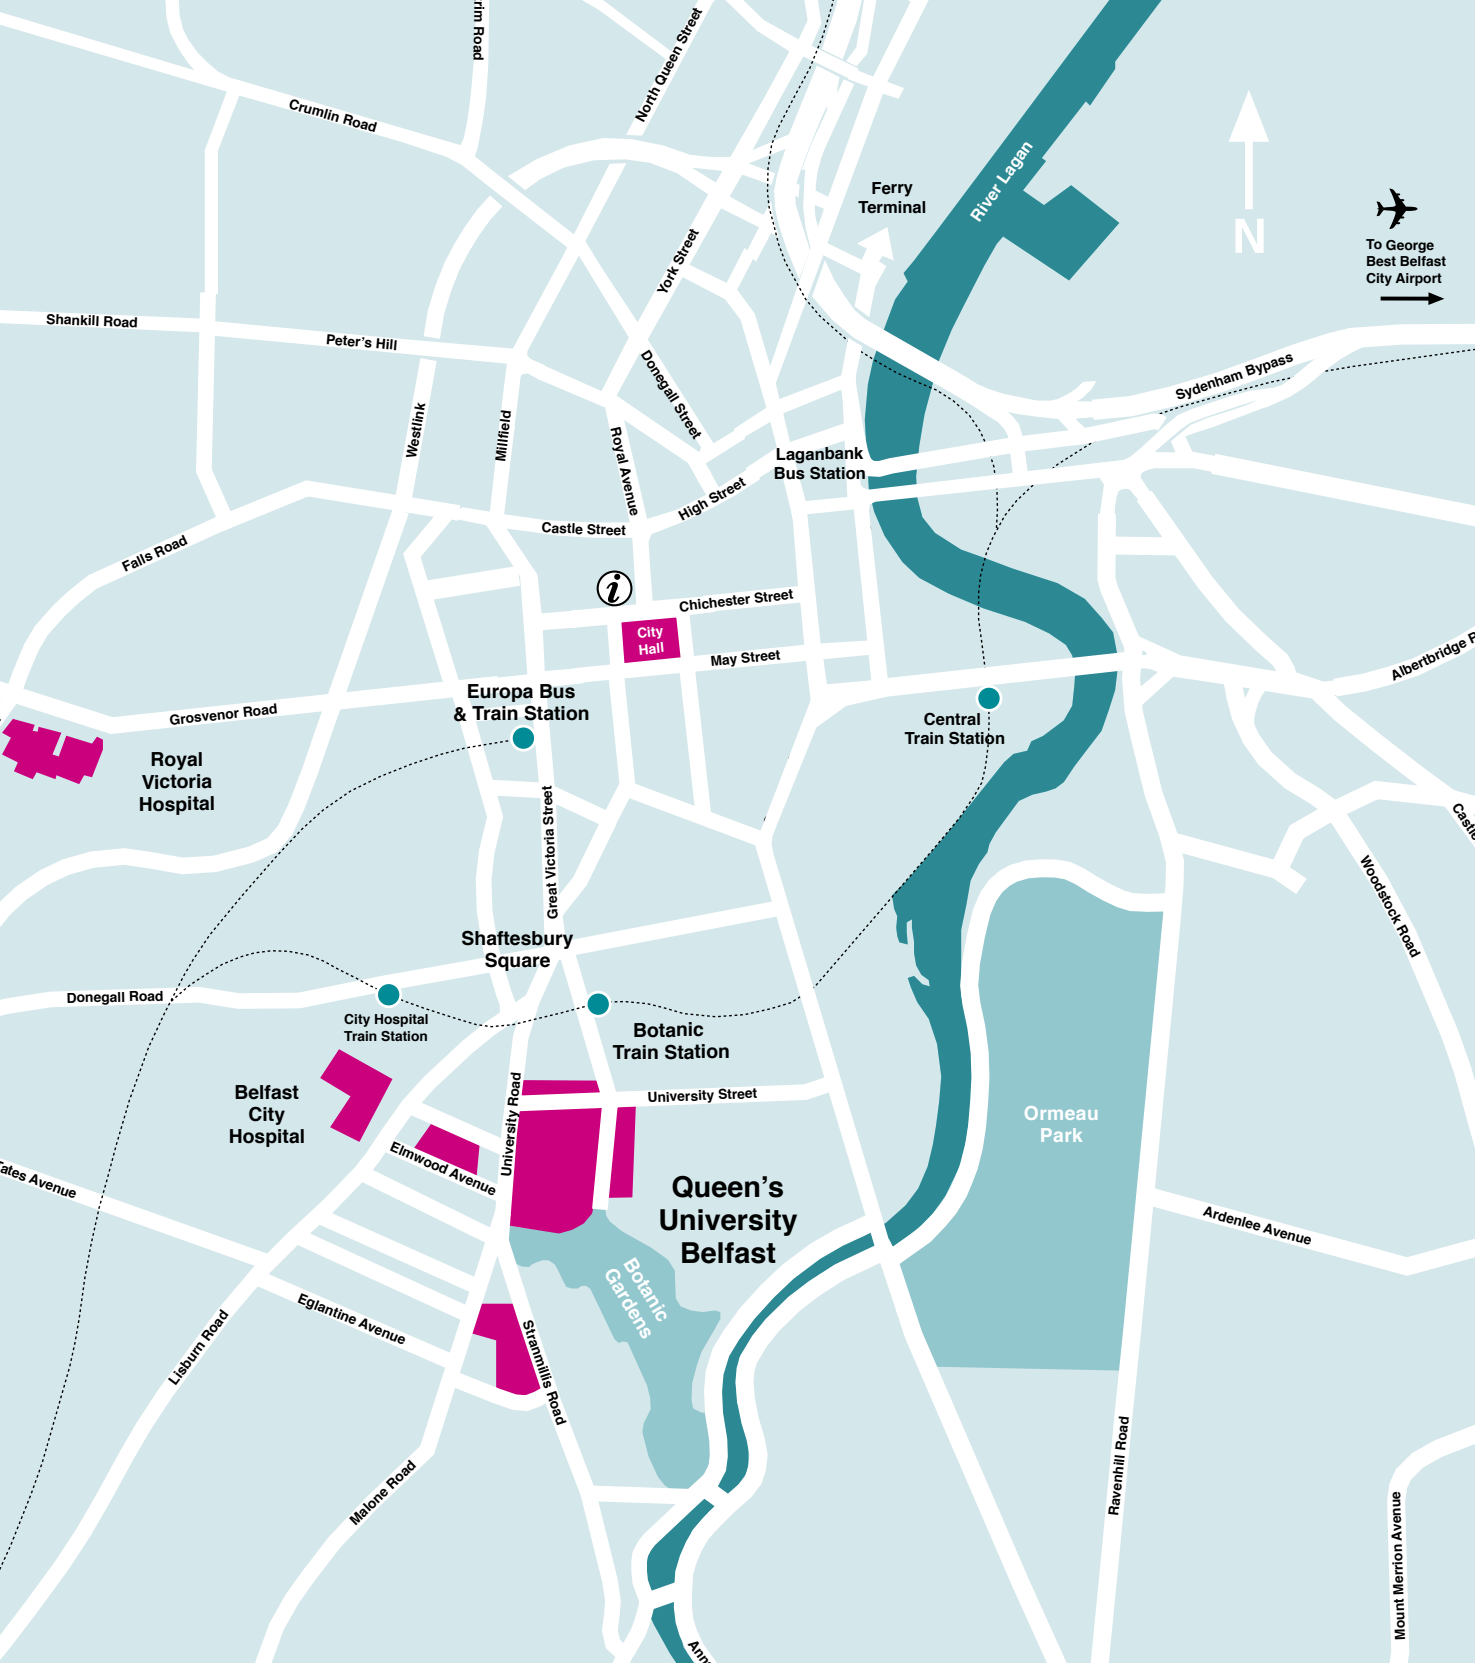 North Queen Street
Crumlin Road
River Lagan
Ferry
Terminal
N
To George
Best Belfast
City Airport
York Street
Shankill Road
Peter's Hill
Donegall Street
Sydenham Bypass
Westlink
Millfield
Royal Avenue
Laganbank
Bus Station
High Street
Castle Street
Falls Road
i
Chichester Street
City
Hall
May Street
Albertbridge
Europa Bus
& Train Station
Grosvenor Road
Central
Train Station
Royal
Victoria
Hospital
Great Victoria Street
Woodstock Road
Shaftesbury
Square
Donegall Road
City Hospital
Train Station
Botanic
Train Station
Belfast
City
Hospital
University Road
University Street
Ormeau
Park
Elmwood Avenue
Avenue
Queen's
University
Belfast
Ardenlee Avenue
Botanic
Gardens
Eglantine Avenue
Lisburn Road
Stranmillis Road
Malone Road
Ravenhill Road
Mount Merrion Avenue